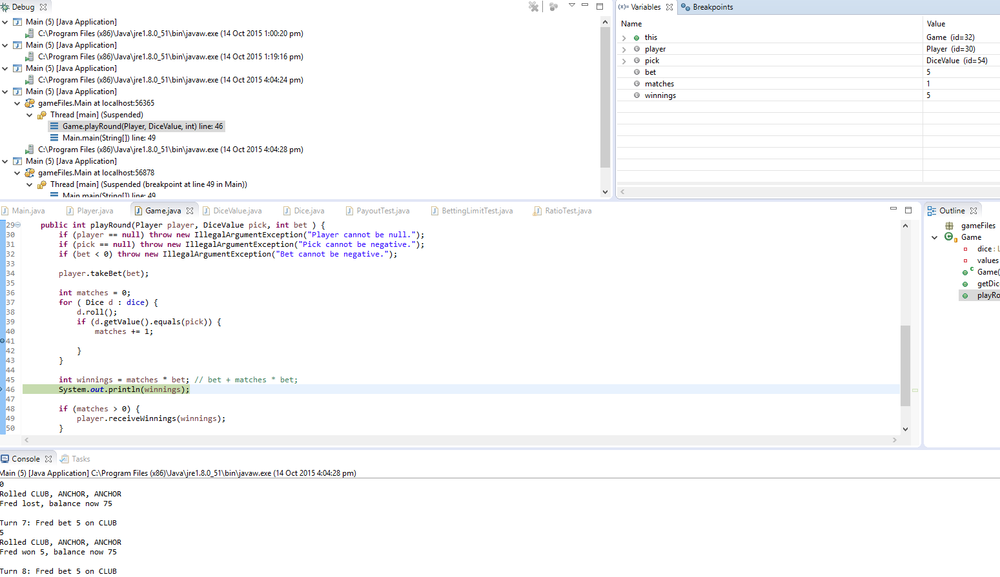 Debug
Main (5) [Java Application]
C:\Program Files (x86)\Java\jre1.8.0_51\bin\javaw.exe (14 Oct 2015 1:00:20 pm)
Main (5) [Java Application]
C:\Program Files (x86)\Java\jre1.8.0_51\bin\javaw.exe (14 Oct 2015 1:19:16 pm)
Main (5) [Java Application]
C:\Program Files (x86)\Java\jre1.8.0_51\bin\javaw.exe (14 Oct 2015 4:04:24 pm)
Main (5) [Java Application]
gameFiles.Main at localhost:56365
Thread [main] (Suspended)
Game.playRound(Player, DiceValue, int) line: 46
Main.main(String[]) line: 49
C:\Program Files (x86)\Java\jre1.8.0_51\bin\javaw.exe (14 Oct 2015 4:04:28 pm)
Main (5) [Java Application]
gameFiles.Main at localhost:56878
Thread [main] (Suspended (breakpoint at line 49 in Main))
Main.main(String[]) line: 49
(x)= Variables Breakpoints
Name Value
this Game (id=32)
player Player (id=30)
pick DiceValue (id=54)
bet 5
matches 1
winnings 5
Main.java Player.java Game.java DiceValue.java Dice.java PayoutTest.java BettingLimitTest.java RatioTest.java
29 public int playRound(Player player, DiceValue pick, int bet ) {
30 if (player == null) throw new IllegalArgumentException("Player cannot be null.");
31 if (pick == null) throw new IllegalArgumentException("Pick cannot be negative.");
32 if (bet < 0) throw new IllegalArgumentException("Bet cannot be negative.");
33
34 player.takeBet(bet);
35
36 int matches = 0;
37 for ( Dice d : dice) {
38 d.roll();
39 if (d.getValue().equals(pick)) {
40 matches += 1;
41
42 }
43 }
44
45 int winnings = matches * bet; // bet + matches * bet;
46 System.out.println(winnings);
47
48 if (matches > 0) {
49 player.receiveWinnings(winnings);
50 }
Outline
gameFiles
Game
dice : 
values
Game(
getDic
playRo
Console Tasks
Main (5) [Java Application] C:\Program Files (x86)\Java\jre1.8.0_51\bin\javaw.exe (14 Oct 2015 4:04:28 pm)
0
Rolled CLUB, ANCHOR, ANCHOR
Fred lost, balance now 75
Turn 7: Fred bet 5 on CLUB
5
Rolled CLUB, ANCHOR, ANCHOR
Fred won 5, balance now 75
Turn 8: Fred bet 5 on CLUB